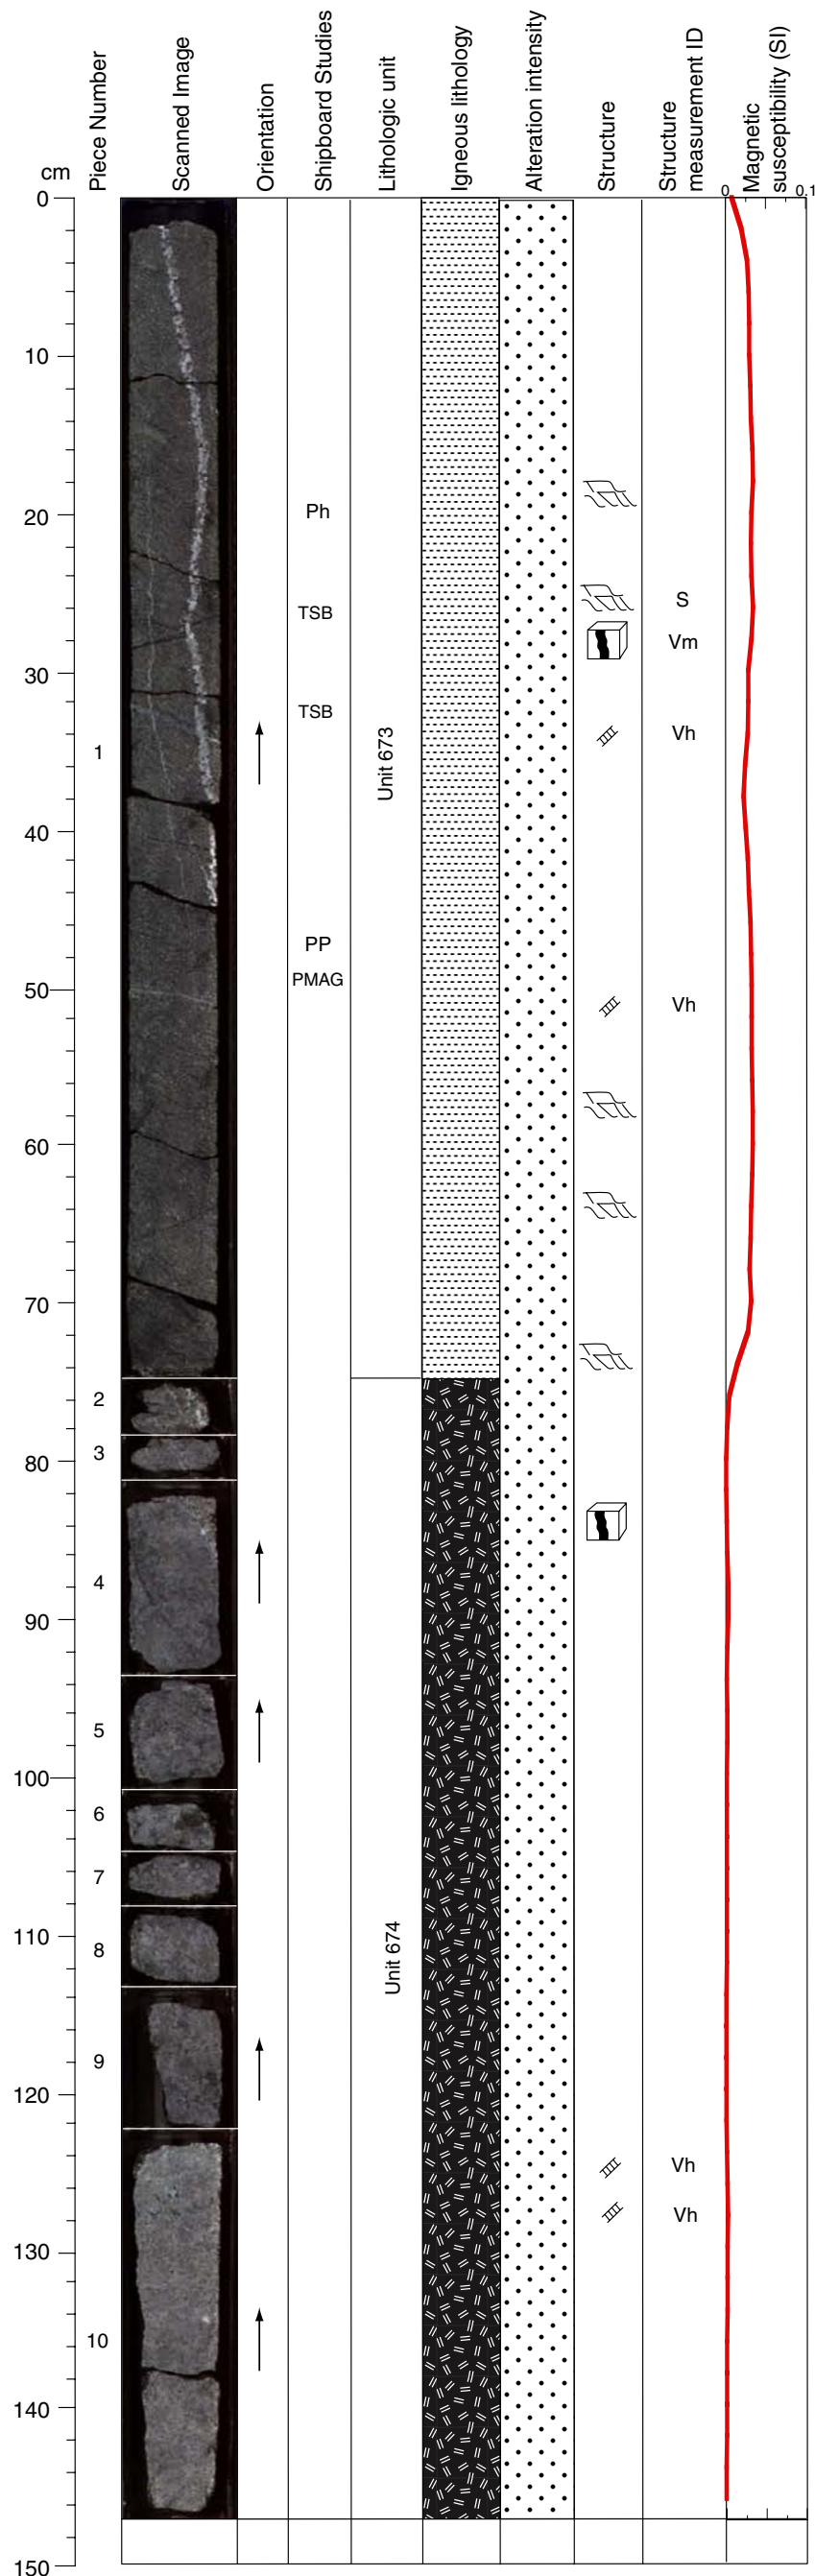 cm
Piece Number
Scanned Image
Orientation
Shipboard Studies
Lithologic unit
Igneous lithology
Alteration intensity
Structure
Structure
measurement ID
Magnetic
susceptibility (SI)
0
0.1
0
10
20
30
40
50
60
70
80
90
100
110
120
130
140
150
1
2
3
4
5
6
7
8
9
10
Ph
TSB
TSB
PP
PMAG
Unit 673
Unit 674
S
Vm
Vh
Vh
Vh
Vh